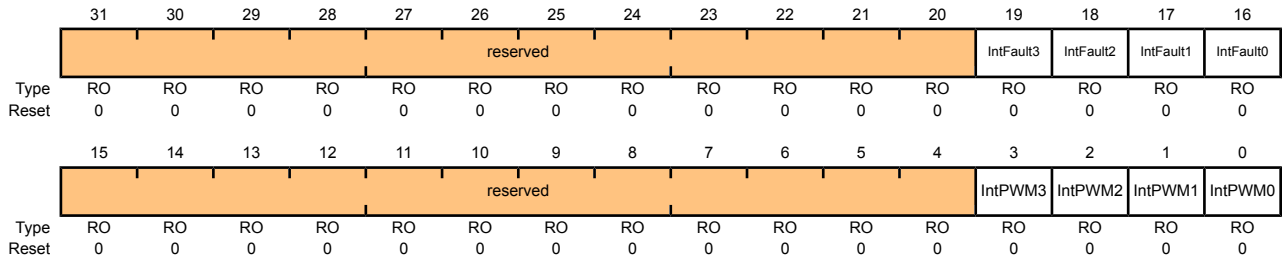 31 30 29 28 27 26 25 24 23 22 21 20 19 18 17 16
reserved IntFault3 IntFault2 IntFault1 IntFault0
Type RO RO RO RO RO RO RO RO RO RO RO RO RO RO RO RO
Reset 0 0 0 0 0 0 0 0 0 0 0 0 0 0 0 0
15 14 13 12 11 10 9 8 7 6 5 4 3 2 1 0
reserved IntPWM3 IntPWM2 IntPWM1 IntPWM0
Type RO RO RO RO RO RO RO RO RO RO RO RO RO RO RO RO
Reset 0 0 0 0 0 0 0 0 0 0 0 0 0 0 0 0